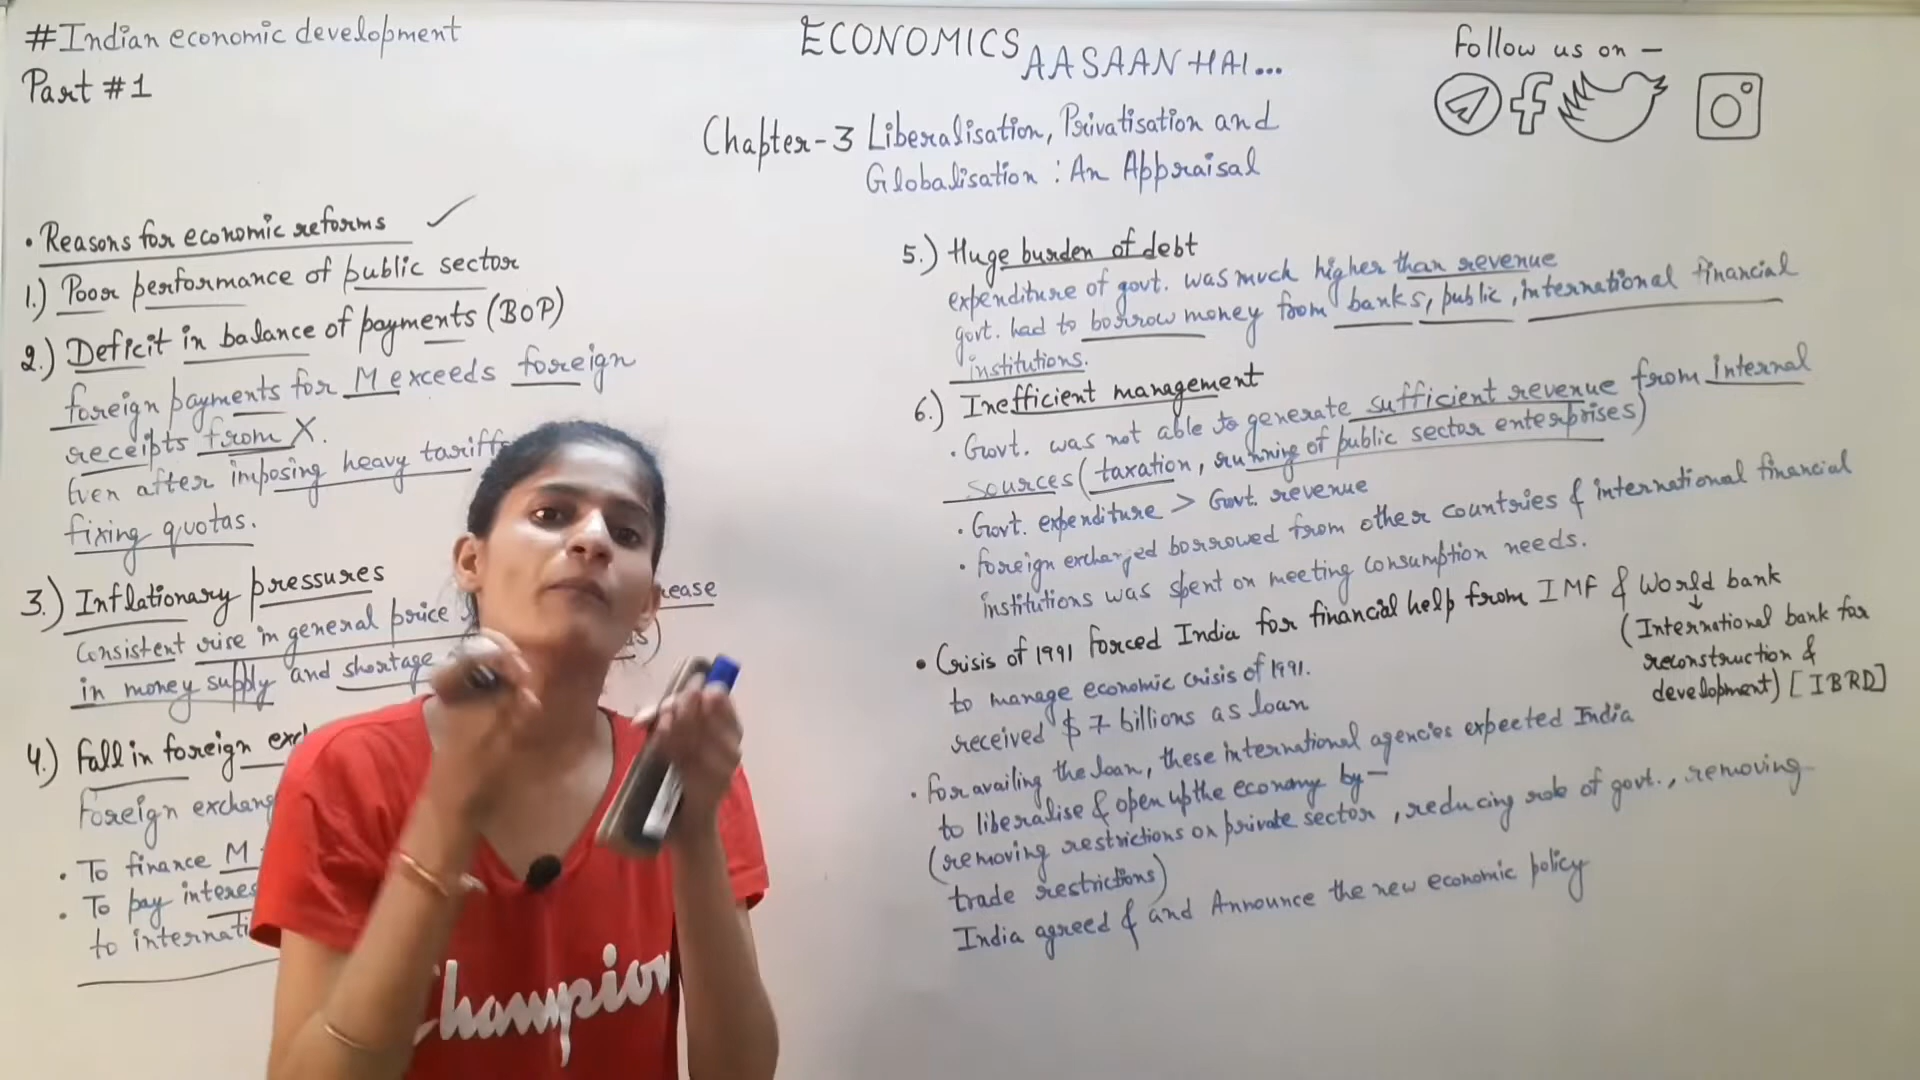 #Indian economic development
Part #1
ECONOMICS
AASAAN HAI...
Follow us on –
Chapter-3 Liberalisation, Privatisation and
Globalisation : An Appraisal
• Reasons for economic reforms ✓
1.) Poor performance of public sector
2.) Deficit in balance of payments (BOP)
foreign payments for M exceeds foreign
receipts from X.
Even after imposing heavy tariff
fixing quotas.
3.) Inflationary pressures
Consistent rise in general price
in money supply and shortage
4.) Fall in foreign
Foreign
• To finance M
• To pay
to
5.) Huge burden of debt
expenditure of govt. was much higher than revenue
govt. had to borrow money from banks, public, international financial
institutions.
6.) Inefficient management
• Govt. was not able to generate sufficient revenue from internal
sources (taxation, running of public sector enterprises)
• Govt. expenditure > Govt. revenue
• foreign exchanged borrowed from other countries & international financial
institutions was spent on meeting consumption needs.
• Crisis of 1991 forced India for financial help from IMF & World bank
↓
(International bank for
reconstruction &
development) [IBRD]
to manage economic crisis of 1991.
received $ 7 billions as loan
• for availing the loan, these international agencies expected India
to liberalise & open up the economy by –
(removing restrictions on private sector, reducing role of govt., removing
trade restrictions)
India agreed & and Announce the new economic policy
Champion